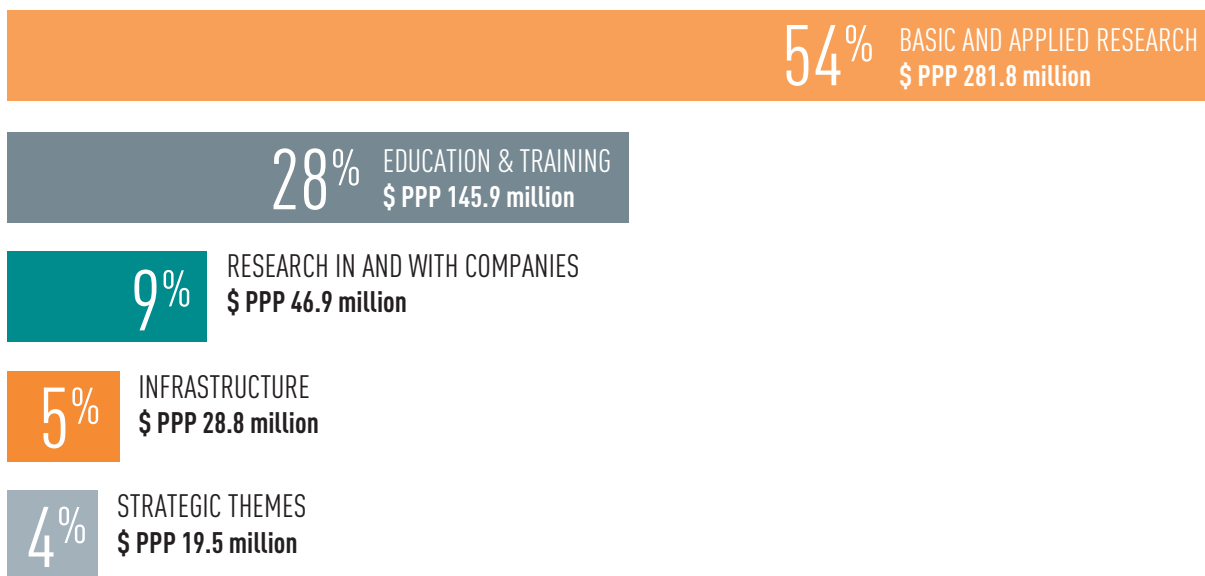 54% BASIC AND APPLIED RESEARCH
$ PPP 281.8 million
28% EDUCATION & TRAINING
$ PPP 145.9 million
9% RESEARCH IN AND WITH COMPANIES
$ PPP 46.9 million
5% INFRASTRUCTURE
$ PPP 28.8 million
4% STRATEGIC THEMES
$ PPP 19.5 million